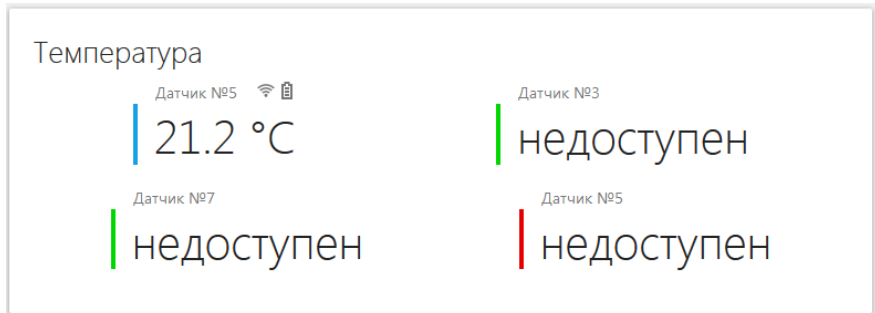 Температура
Датчик №5
Датчик №3
21.2 °C
недоступен
Датчик №7
Датчик №5
недоступен
недоступен